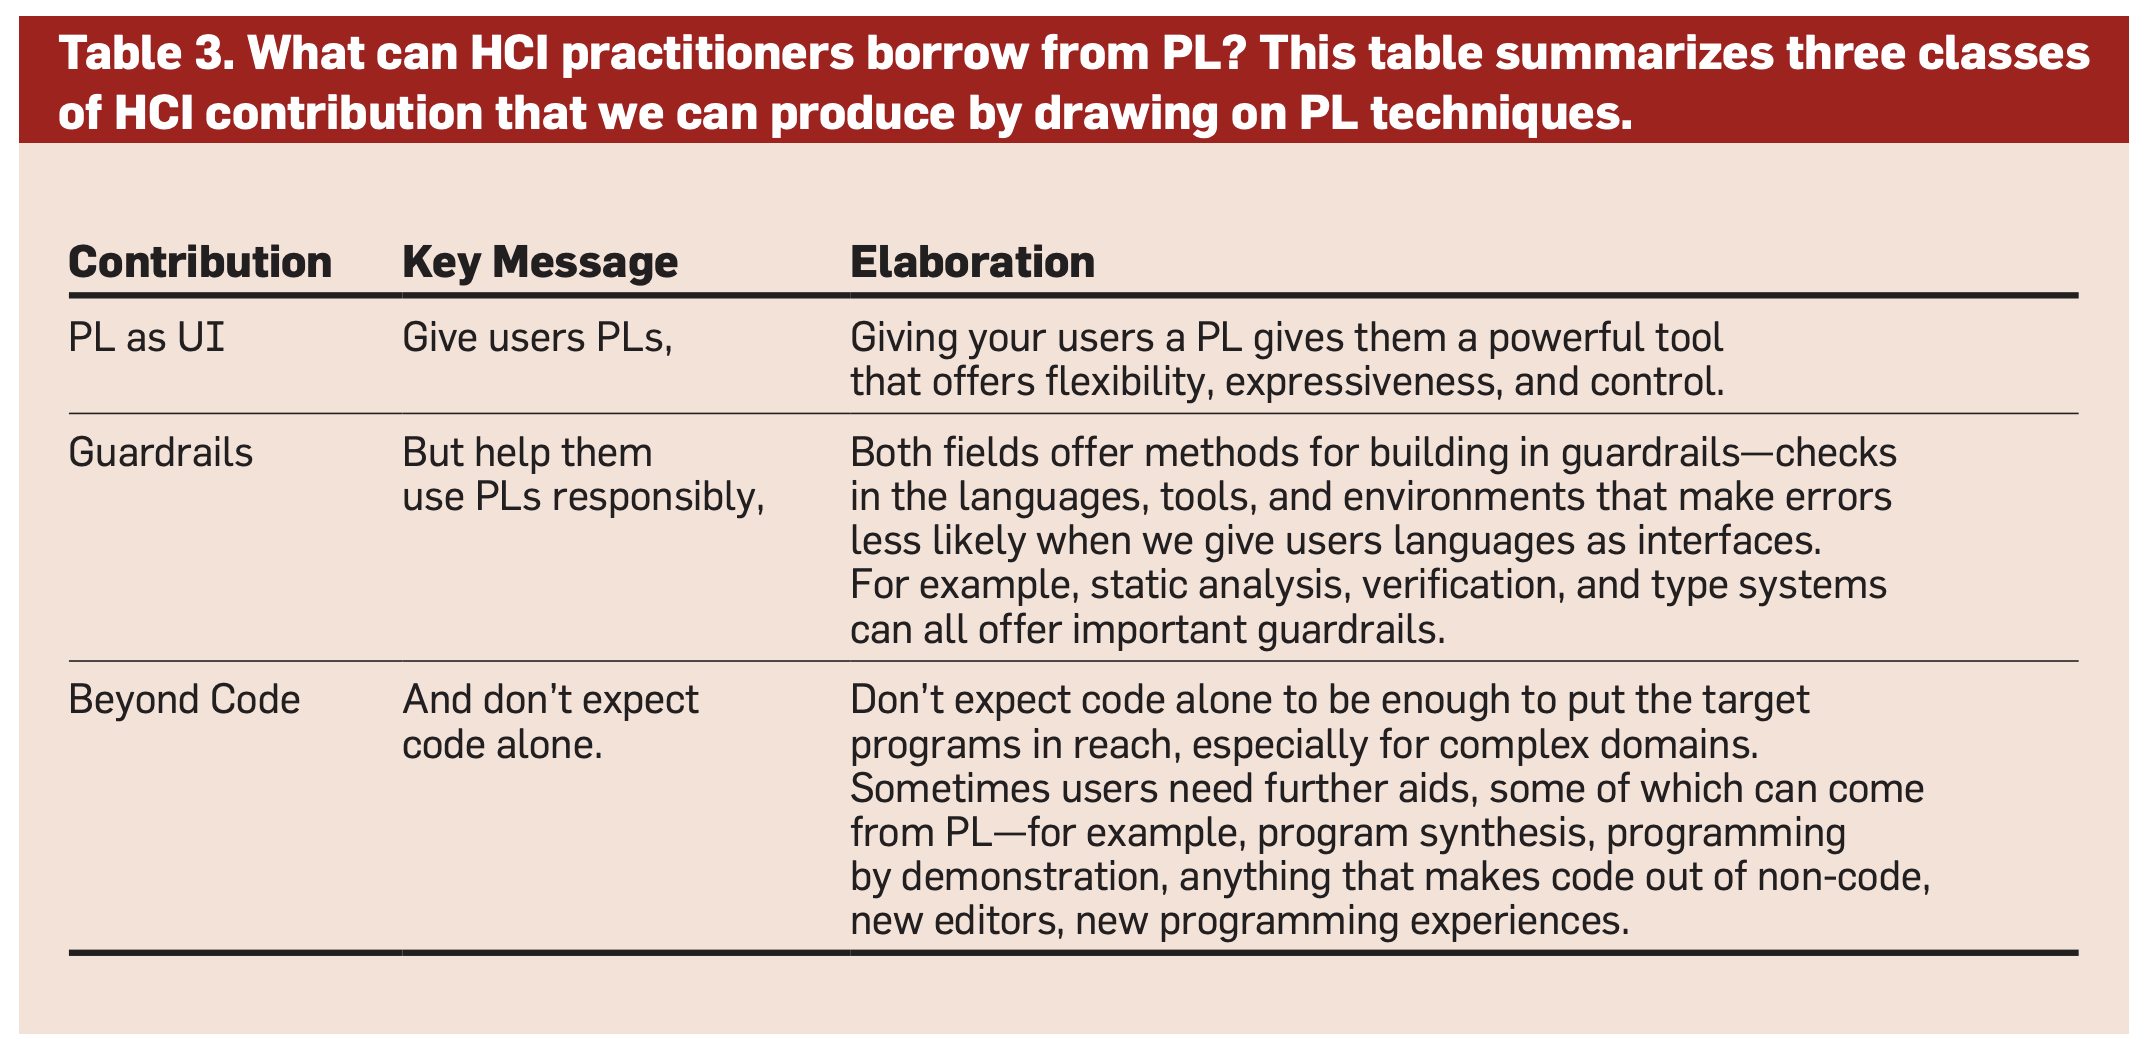 Table 3. What can HCI practitioners borrow from PL? This table summarizes three classes
of HCI contribution that we can produce by drawing on PL techniques.
Contribution
Key Message
Elaboration
PL as UI
Give users PLs,
Giving your users a PL gives them a powerful tool
that offers flexibility, expressiveness, and control.
Guardrails
But help them
use PLs responsibly,
Both fields offer methods for building in guardrails—checks
in the languages, tools, and environments that make errors
less likely when we give users languages as interfaces.
For example, static analysis, verification, and type systems
can all offer important guardrails.
Beyond Code
And don’t expect
code alone.
Don’t expect code alone to be enough to put the target
programs in reach, especially for complex domains.
Sometimes users need further aids, some of which can come
from PL—for example, program synthesis, programming
by demonstration, anything that makes code out of non-code,
new editors, new programming experiences.